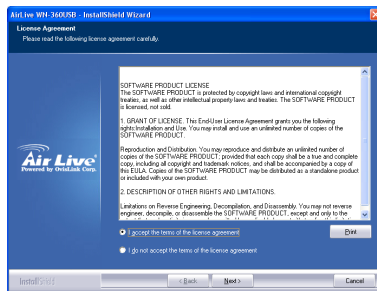 AirLive WN-360USB - InstallShield Wizard
License Agreement
Please read the following license agreement carefully.
SOFTWARE PRODUCT LICENSE
The SOFTWARE PRODUCT is protected by copyright laws and international copyright
treaties, as well as other intellectual property laws and treaties. The SOFTWARE PRODUCT
is licensed, not sold.
1. GRANT OF LICENSE. This End-User License Agreement grants you the following
rights:Installation and Use. You may install and use an unlimited number of copies of the
SOFTWARE PRODUCT.
Reproduction and Distribution. You may reproduce and distribute an unlimited number of
copies of the SOFTWARE PRODUCT; provided that each copy shall be a true and complete
copy, including all copyright and trademark notices, and shall be accompanied by a copy of
this EULA. Copies of the SOFTWARE PRODUCT may be distributed as a standalone product
or included with your own product.
2. DESCRIPTION OF OTHER RIGHTS AND LIMITATIONS.
Limitations on Reverse Engineering, Decompilation, and Disassembly. You may not reverse
engineer, decompile, or disassemble the SOFTWARE PRODUCT, except and only to the
Air Live
Powered by OvisLink Corp.
I accept the terms of the license agreement
Print
I do not accept the terms of the license agreement
InstallShield
< Back
Next >
Cancel